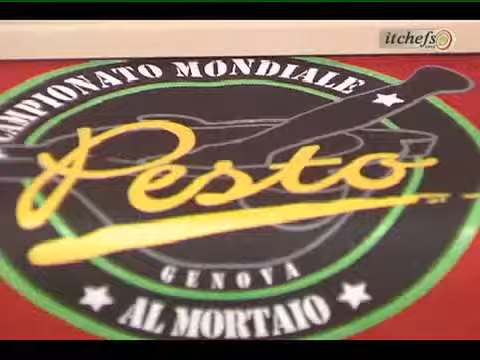 itchefs
CAMPIONATO MONDIALE
Pesto
GENOVA
AL MORTAIO